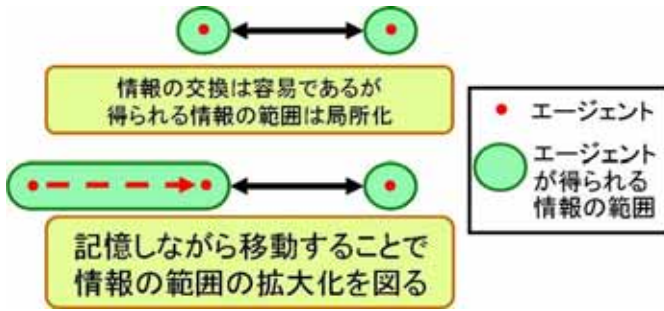 情報の交換は容易であるが
得られる情報の範囲は局所化
エージェント
エージェント
が得られる
情報の範囲
記憶しながら移動することで
情報の範囲の拡大化を図る